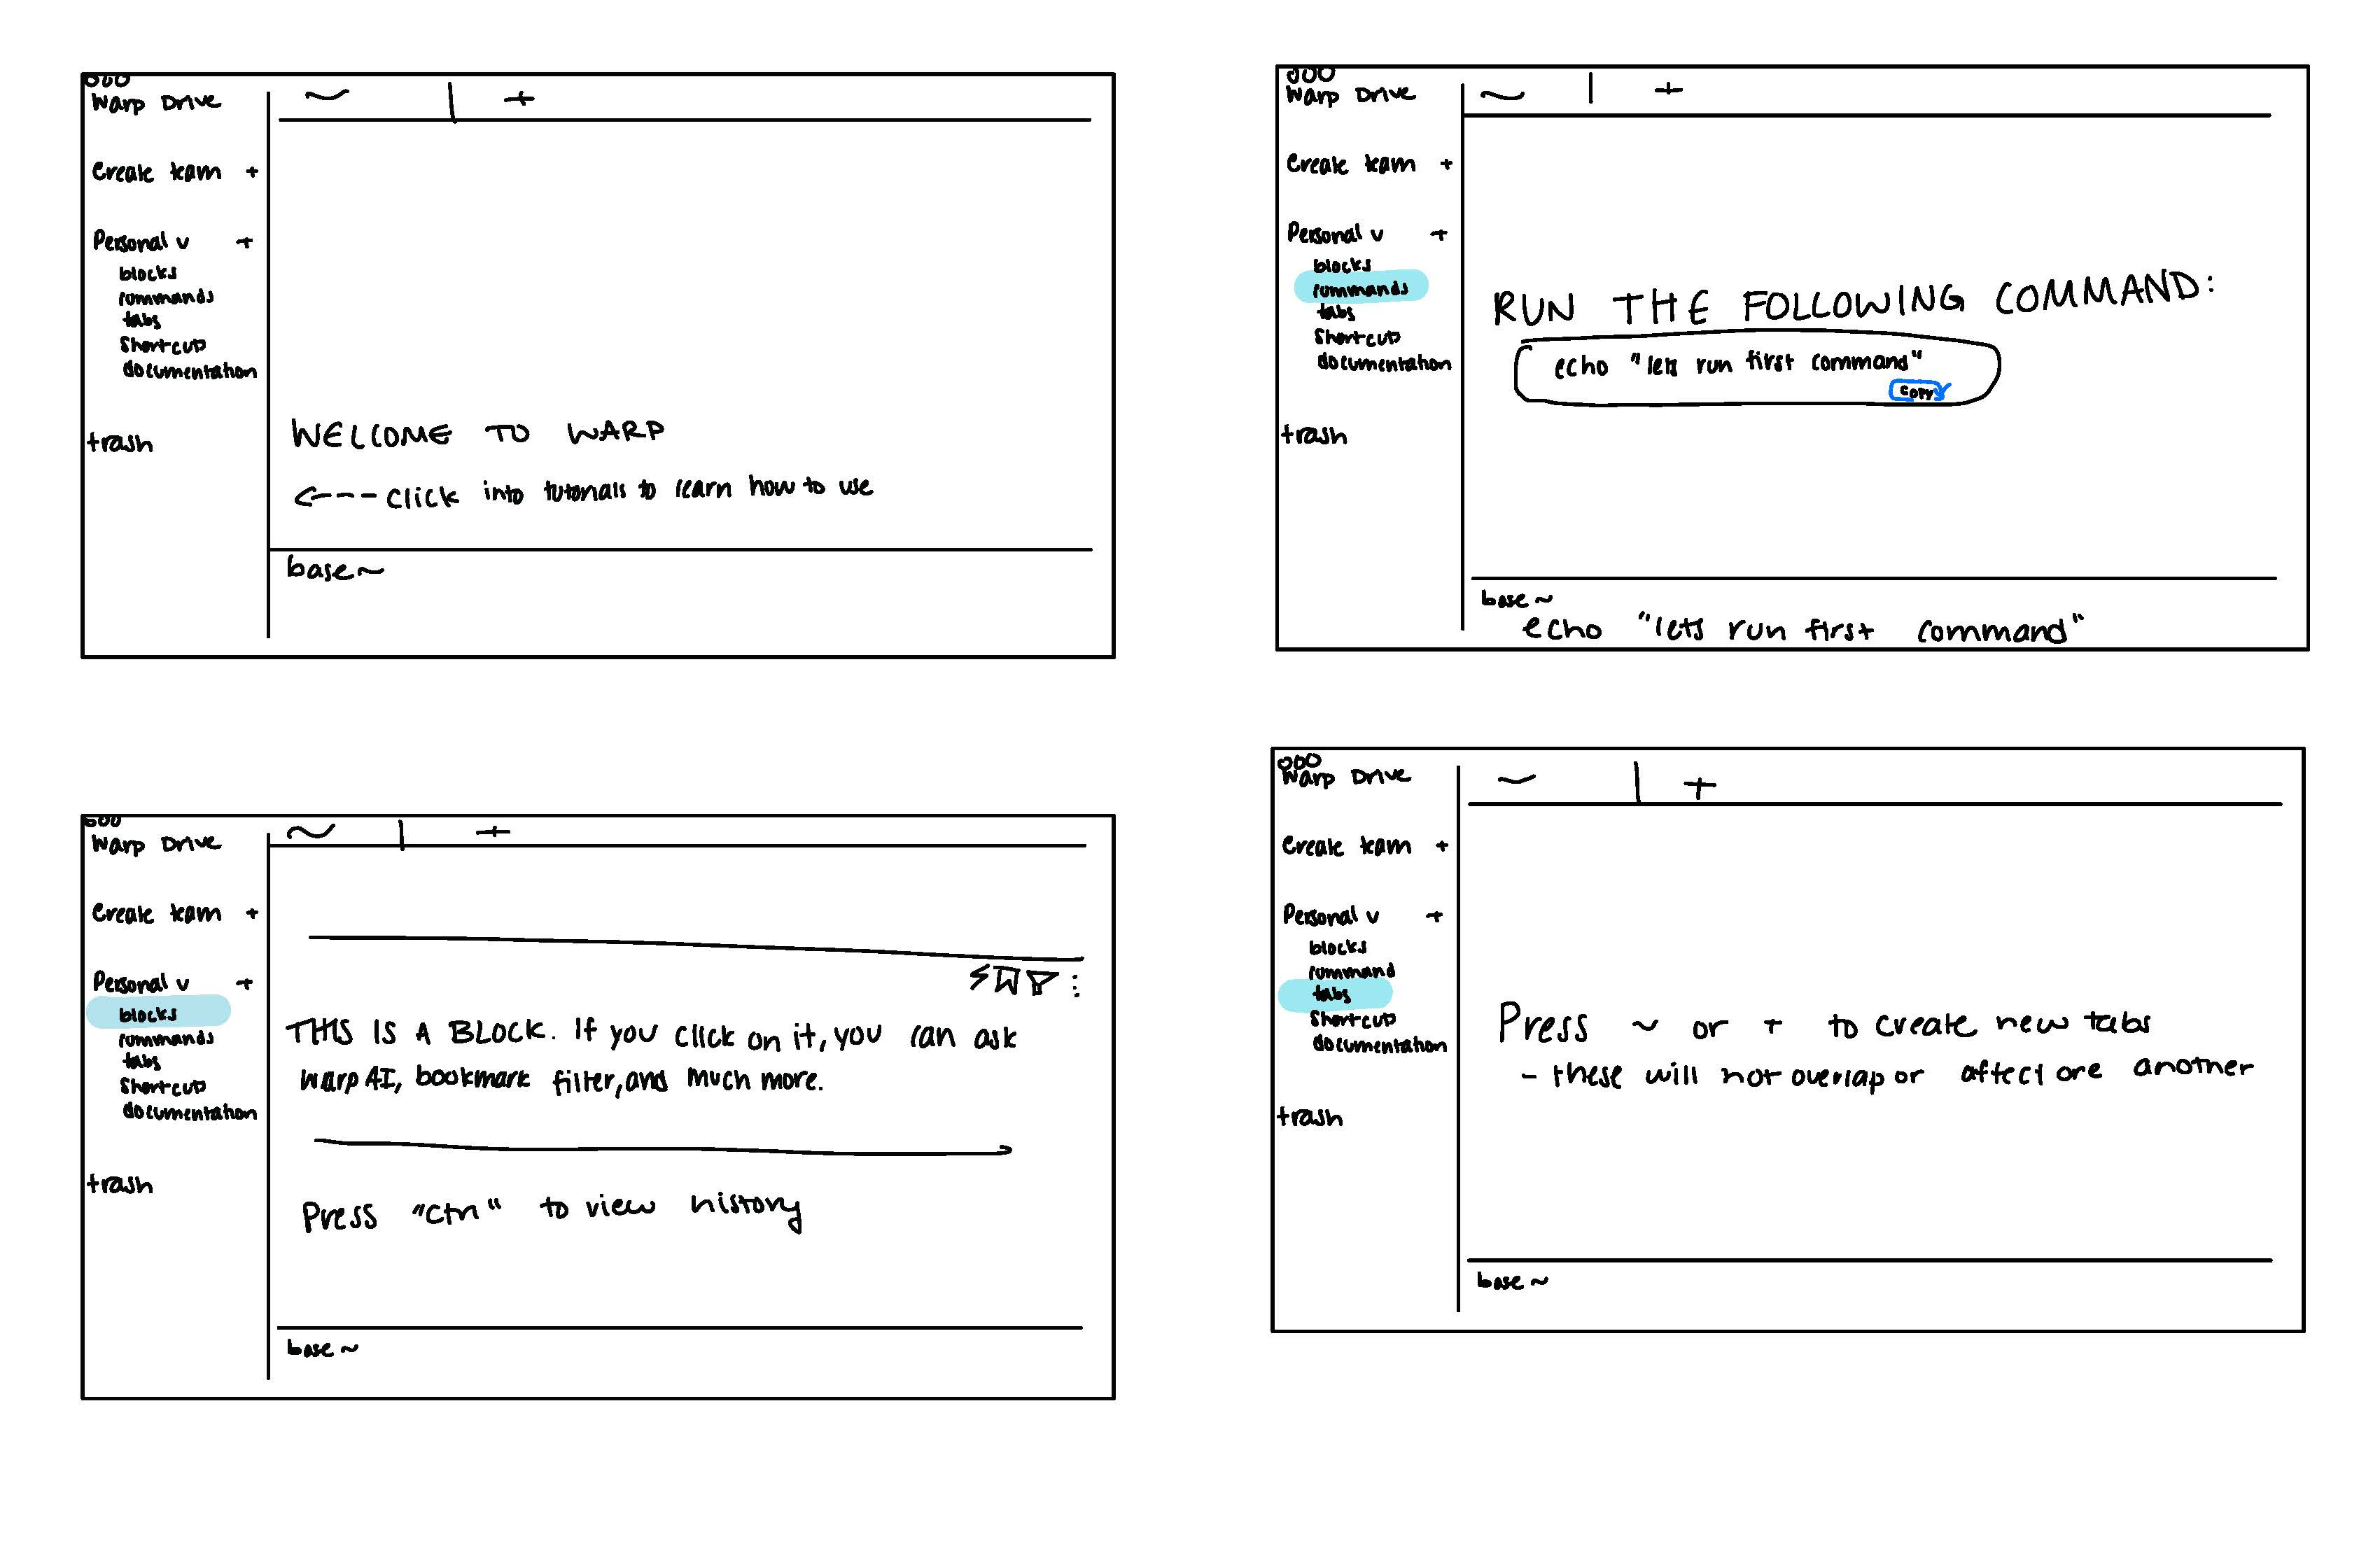 Warp Drive
Create team +
Personal v +
blocks
commands
tabs
Shortcuts
documentation
trash
~ | +
WELCOME TO WARP
<---- click into tutorials to learn how to use
base~
Warp Drive
Create team +
Personal v +
blocks
commands
tabs
Shortcuts
documentation
trash
~ | +
RUN THE FOLLOWING COMMAND:
echo "lets run first command"
copy
base ~
echo "lets run first command"
Warp Drive
Create team +
Personal v +
blocks
commands
tabs
Shortcuts
documentation
trash
~ | +
THIS IS A BLOCK. If you click on it, you can ask
Warp AI, bookmark filter, and much more.
Press "ctrl" to view history
base ~
Warp Drive
Create team +
Personal v +
blocks
command
tabs
Shortcuts
documentation
trash
~ | +
Press ~ or + to create new tabs
- these will not overlap or affect one another
base ~